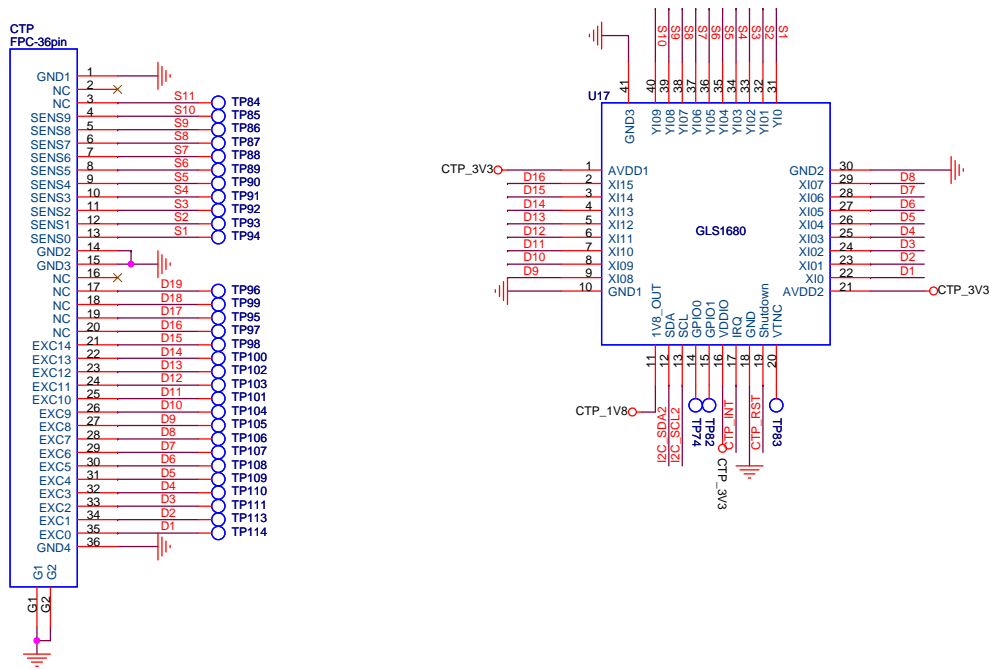 CTP
FPC-36pin
GND1 1
NC 2
NC 3 S11 TP84
SENS9 4 S10 TP85
SENS8 5 S9 TP86
SENS7 6 S8 TP87
SENS6 7 S7 TP88
SENS5 8 S6 TP89
SENS4 9 S5 TP90
SENS3 10 S4 TP91
SENS2 11 S3 TP92
SENS1 12 S2 TP93
SENS0 13 S1 TP94
GND2 14
GND3 15
NC 16
NC 17 D19 TP96
NC 18 D18 TP99
NC 19 D17 TP95
NC 20 D16 TP97
EXC14 21 D15 TP98
EXC13 22 D14 TP100
EXC12 23 D13 TP102
EXC11 24 D12 TP103
EXC10 25 D11 TP101
EXC9 26 D10 TP104
EXC8 27 D9 TP105
EXC7 28 D8 TP106
EXC6 29 D7 TP107
EXC5 30 D6 TP108
EXC4 31 D5 TP109
EXC3 32 D4 TP110
EXC2 33 D3 TP111
EXC1 34 D2 TP113
EXC0 35 D1 TP114
GND4 36
G1 G2
G1 G2
S10 S9 S8 S7 S6 S5 S4 S3 S2 S1
41 40 39 38 37 36 35 34 33 32 31
U17
GND3 YI09 YI08 YI07 YI06 YI05 YI04 YI03 YI02 YI01 YI0
CTP_3V3 1 AVDD1
D16 2 XI15
D15 3 XI14
D14 4 XI13
D13 5 XI12
D12 6 XI11
D11 7 XI10
D10 8 XI09
D9 9 XI08
10 GND1
GLS1680
GND2 30
XI07 29 D8
XI06 28 D7
XI05 27 D6
XI04 26 D5
XI03 25 D4
XI02 24 D3
XI01 23 D2
XI0 22 D1
AVDD2 21 CTP_3V3
1V8_OUT SDA SCL GPIO0 GPIO1 VDDIO IRQ GND Shutdown VTNC
11 12 13 14 15 16 17 18 19 20
CTP_1V8
I2C_SDA2 I2C_SCL2 TP74 TP82 CTP_3V3 CTP_INT CTP_RST TP83